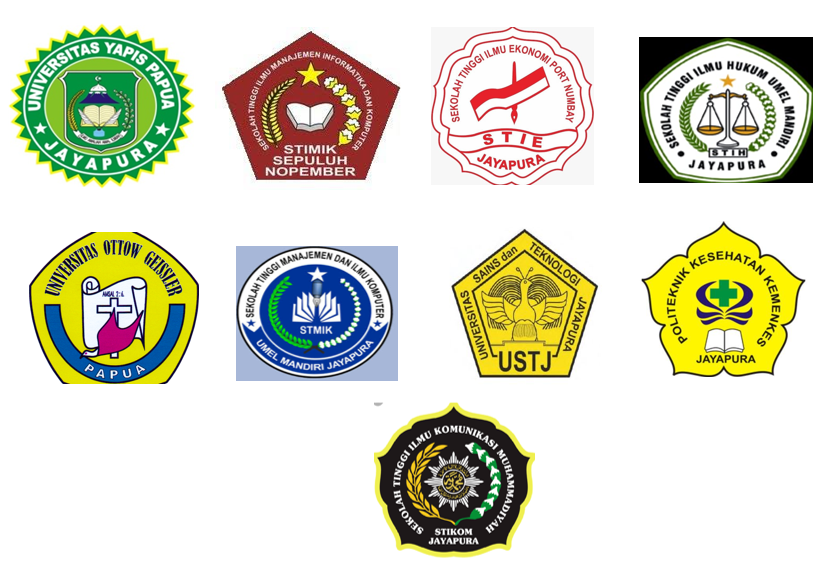 UNIVERSITAS YAPIS PAPUA
JAYAPURA
SEKOLAH TINGGI ILMU MANAJEMEN INFORMATIKA DAN KOMPUTER
STIMIK
SEPULUH
NOPEMBER
SEKOLAH TINGGI ILMU EKONOMI PORT NUMBAY
STIE
JAYAPURA
SEKOLAH TINGGI ILMU HUKUM UMEL MANDIRI
STIH
JAYAPURA
UNIVERSITAS OTTOW GEISSLER
AMSAL 2:6
PAPUA
SEKOLAH TINGGI MANAJEMEN DAN ILMU KOMPUTER
STMIK
UMEL MANDIRI JAYAPURA
UNIVERSITAS SAINS dan TEKNOLOGI JAYAPURA
USTJ
POLITEKNIK KESEHATAN KEMENKES
JAYAPURA
SEKOLAH TINGGI ILMU KOMUNIKASI MUHAMMADIYAH
STIKOM
JAYAPURA